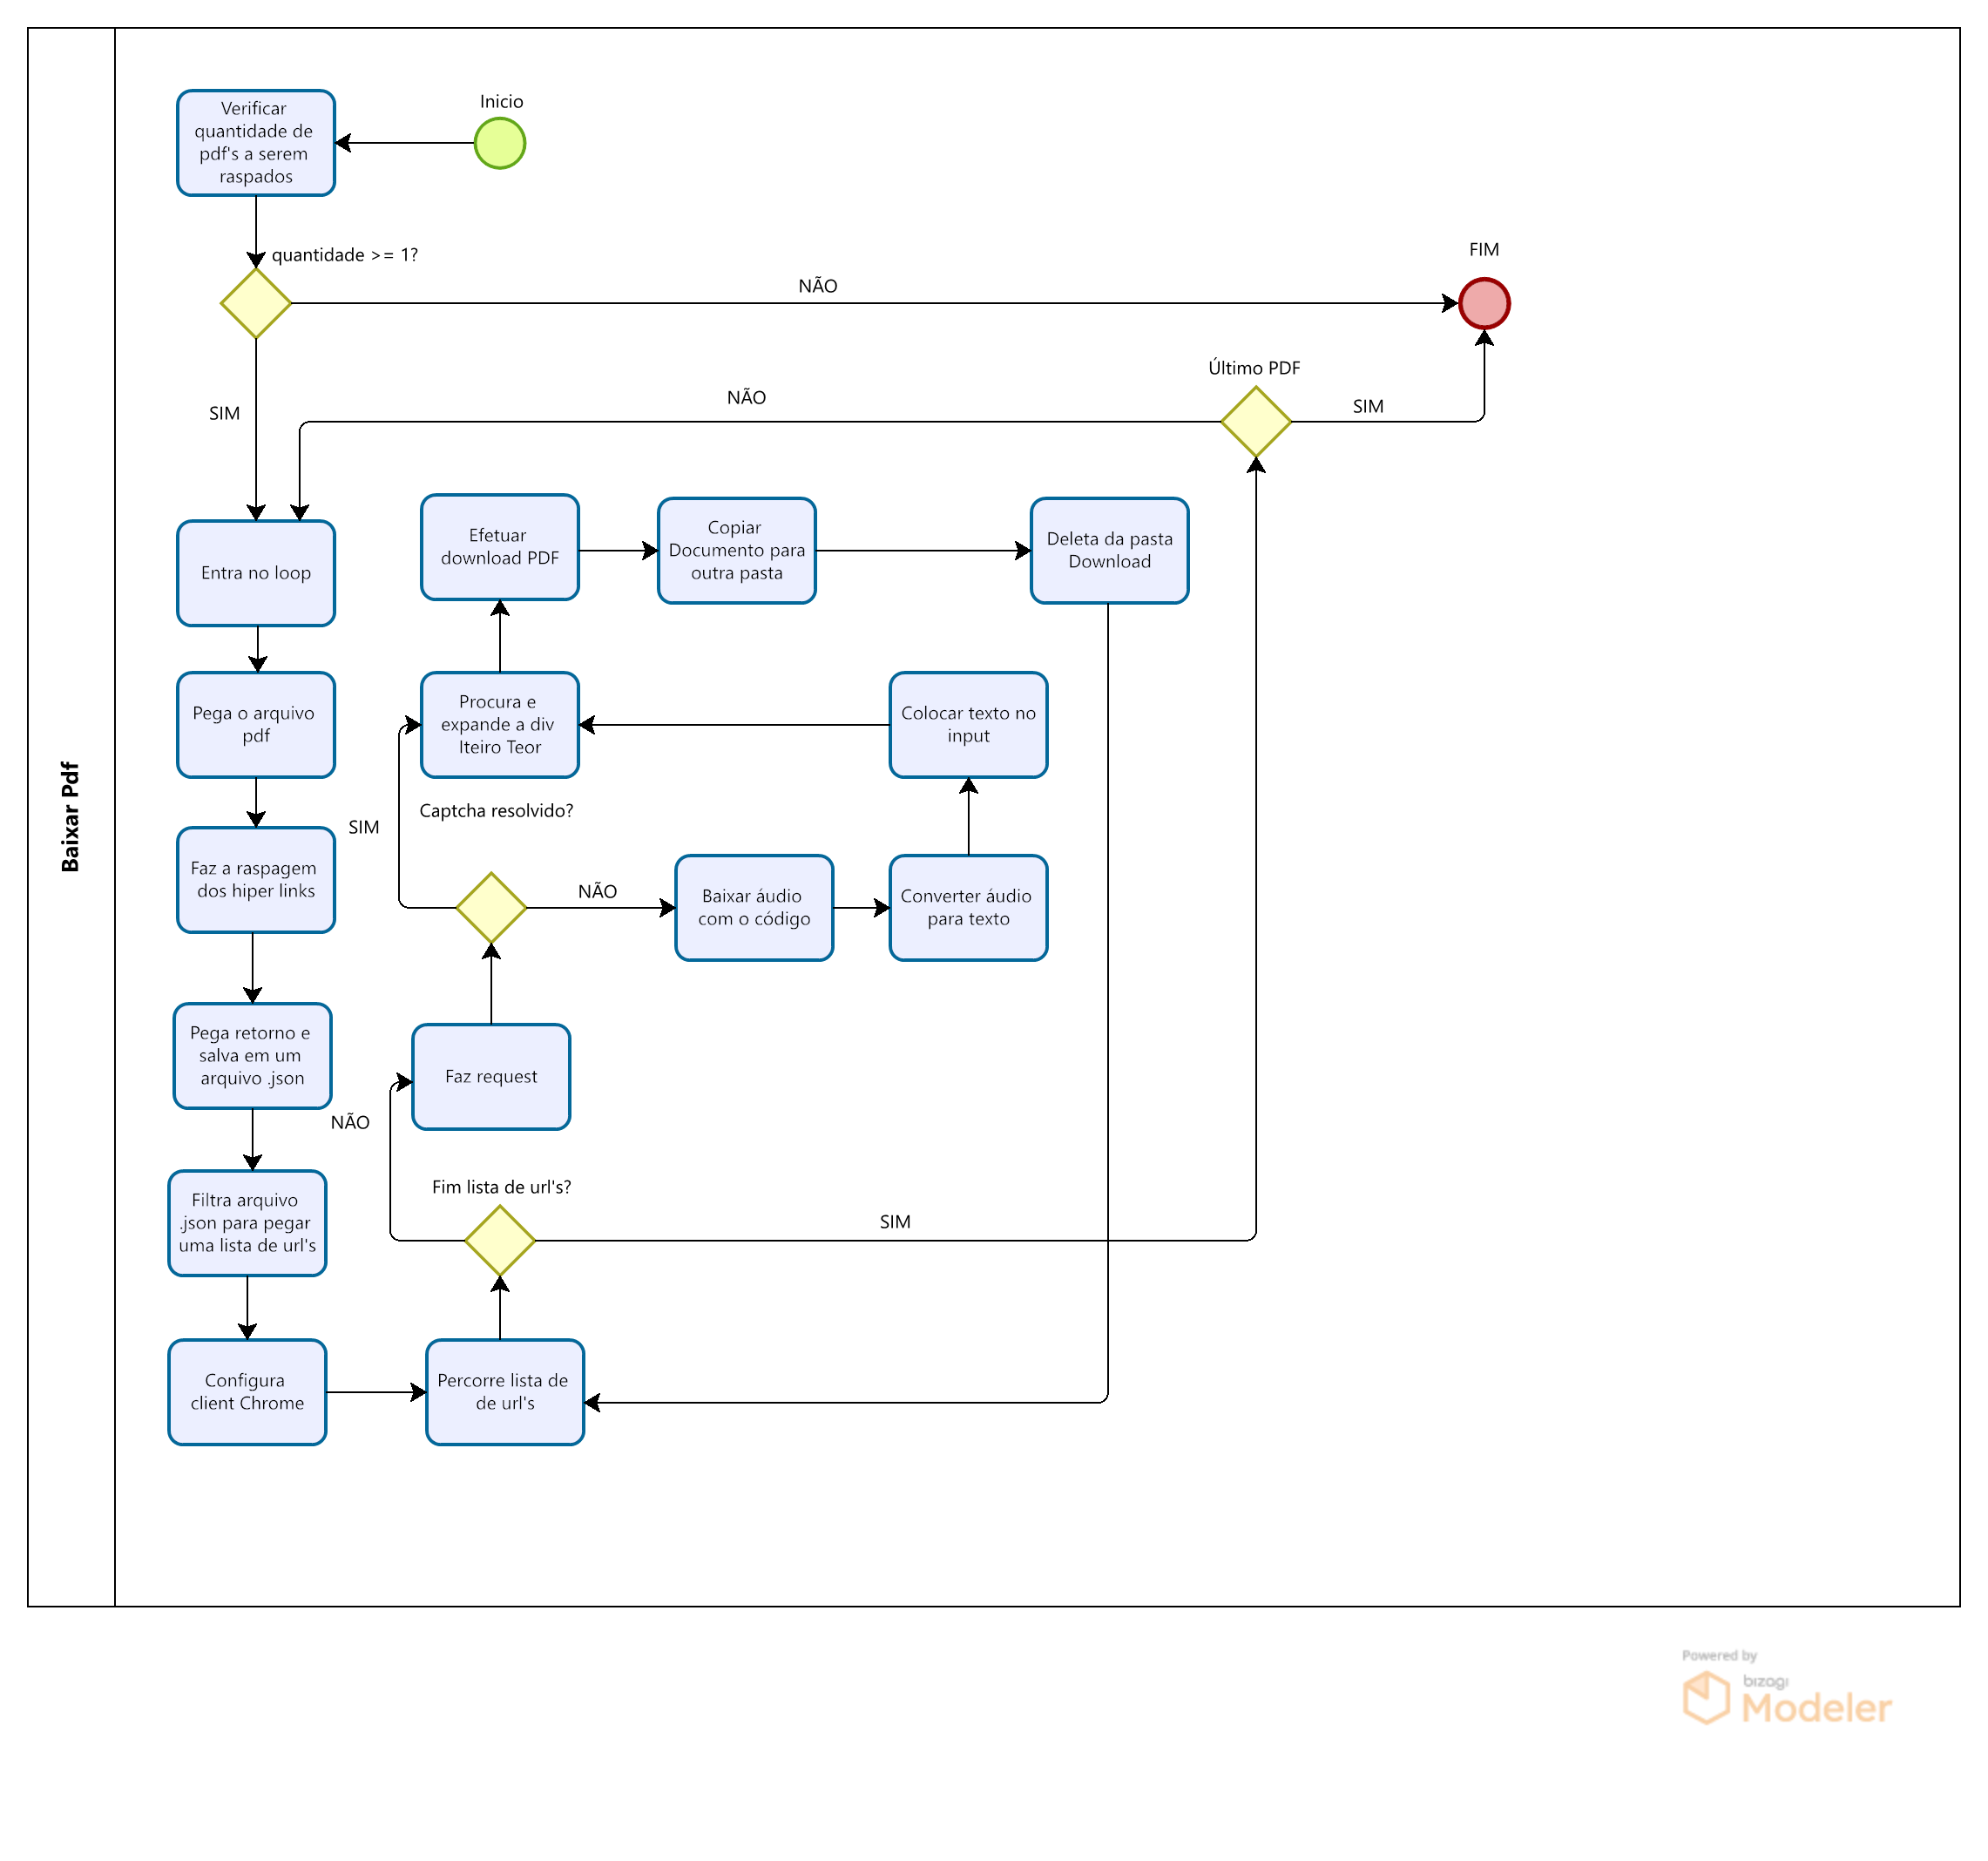 Baixar Pdf
Inicio
Verificar
quantidade de
pdf's a serem
raspados
quantidade >= 1?
NÃO
FIM
Último PDF
SIM
NÃO
SIM
Entra no loop
Efetuar
download PDF
Copiar
Documento para
outra pasta
Deleta da pasta
Download
Pega o arquivo
pdf
Procura e
expande a div
Iteiro Teor
Colocar texto no
input
Captcha resolvido?
SIM
Faz a raspagem
dos hiper links
NÃO
Baixar áudio
com o código
Converter áudio
para texto
Pega retorno e
salva em um
arquivo .json
Faz request
NÃO
Fim lista de url's?
SIM
Filtra arquivo
.json para pegar
uma lista de url's
Configura
client Chrome
Percorre lista de
de url's
Powered by
bizagi
Modeler